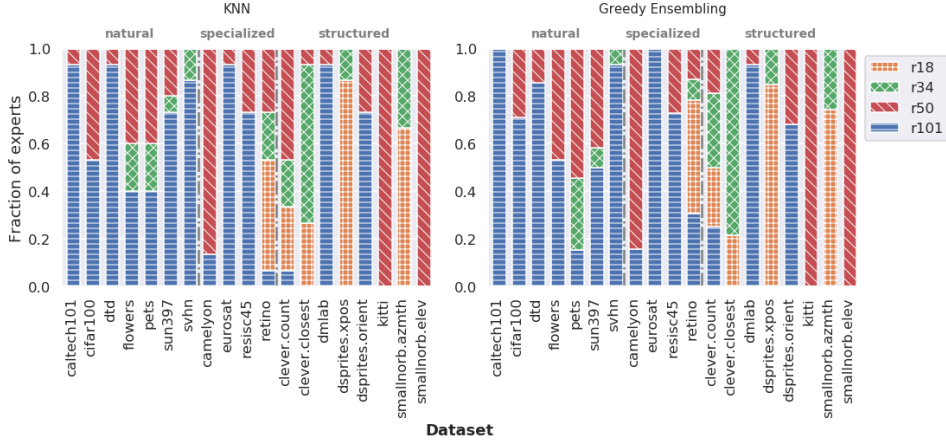 KNN
natural specialized structured
Fraction of experts
1.0
0.8
0.6
0.4
0.2
0.0
caltech101
cifar100
dtd
flowers
pets
sun397
svhn
camelyon
eurosat
resisc45
retino
clever.count
clever.closest
dmlab
dsprites.xpos
dsprites.orient
kitti
smallnorb.azmth
smallnorb.elev
Greedy Ensembling
natural specialized structured
1.0
0.8
0.6
0.4
0.2
0.0
caltech101
cifar100
dtd
flowers
pets
sun397
svhn
camelyon
eurosat
resisc45
retino
clever.count
clever.closest
dmlab
dsprites.xpos
dsprites.orient
kitti
smallnorb.azmth
smallnorb.elev
r18
r34
r50
r101
Dataset